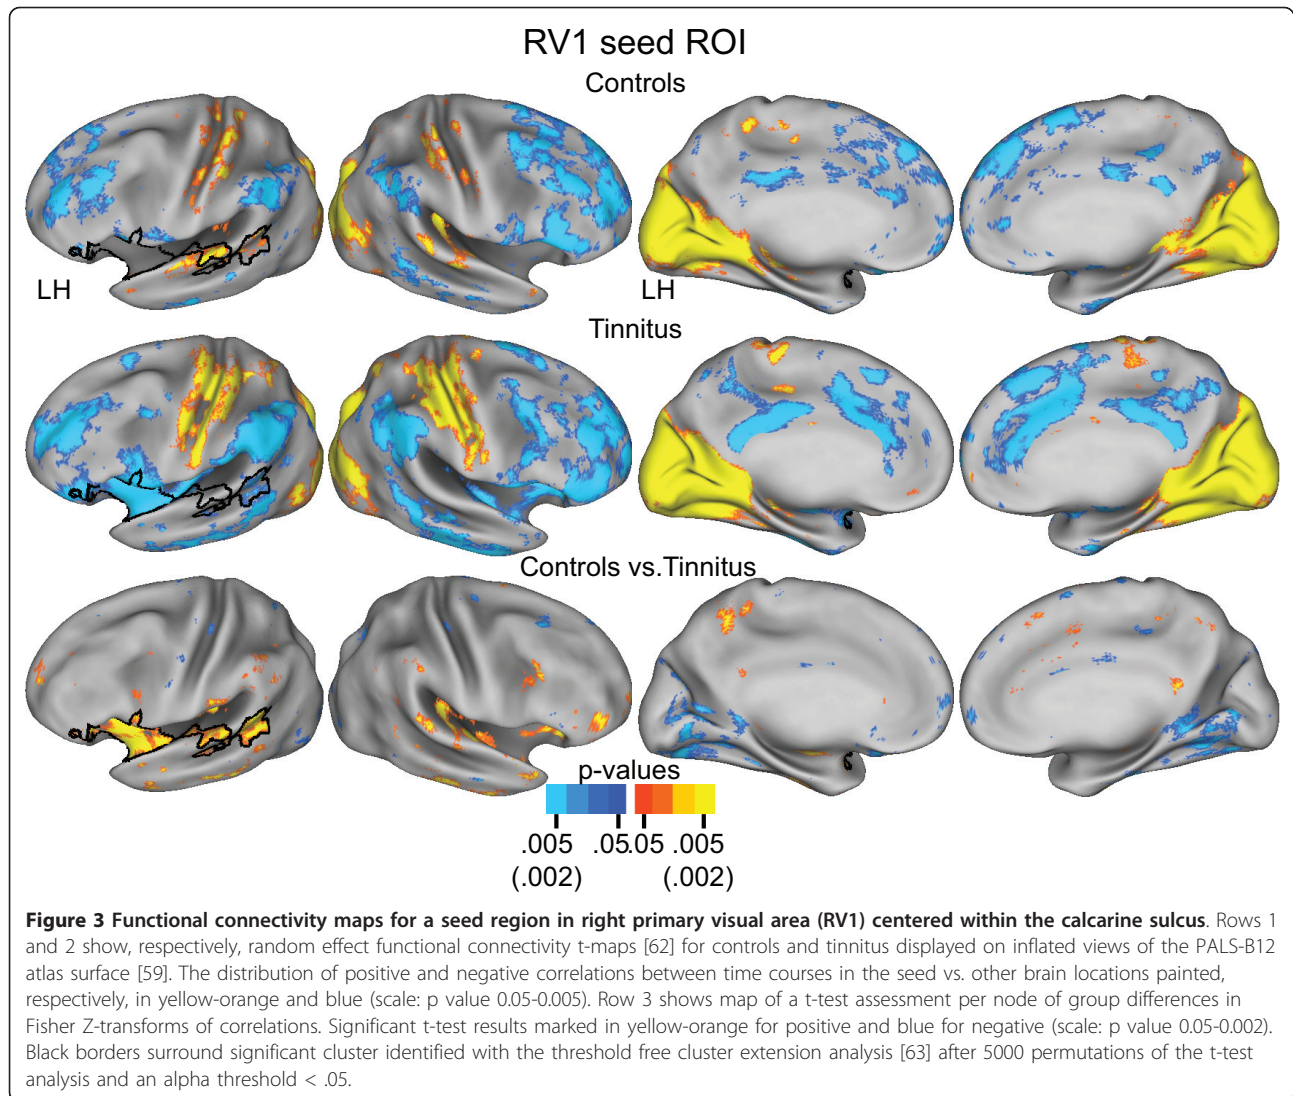 RV1 seed ROI
Controls
LH
LH
Tinnitus
Controls vs.Tinnitus
p-values
.005 .05.05 .005
(.002) (.002)
Figure 3 Functional connectivity maps for a seed region in right primary visual area (RV1) centered within the calcarine sulcus. Rows 1
and 2 show, respectively, random effect functional connectivity t-maps [62] for controls and tinnitus displayed on inflated views of the PALS-B12
atlas surface [59]. The distribution of positive and negative correlations between time courses in the seed vs. other brain locations painted,
respectively, in yellow-orange and blue (scale: p value 0.05-0.005). Row 3 shows map of a t-test assessment per node of group differences in
Fisher Z-transforms of correlations. Significant t-test results marked in yellow-orange for positive and blue for negative (scale: p value 0.05-0.002).
Black borders surround significant cluster identified with the threshold free cluster extension analysis [63] after 5000 permutations of the t-test
analysis and an alpha threshold < .05.